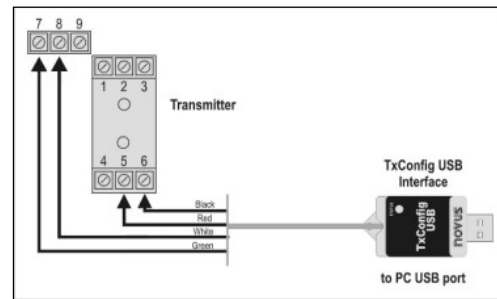 7 8 9
1 2 3
Transmitter
4 5 6
TxConfig USB
Interface
Black
Red
White
Green
TxConfig
USB
novus
to PC USB port